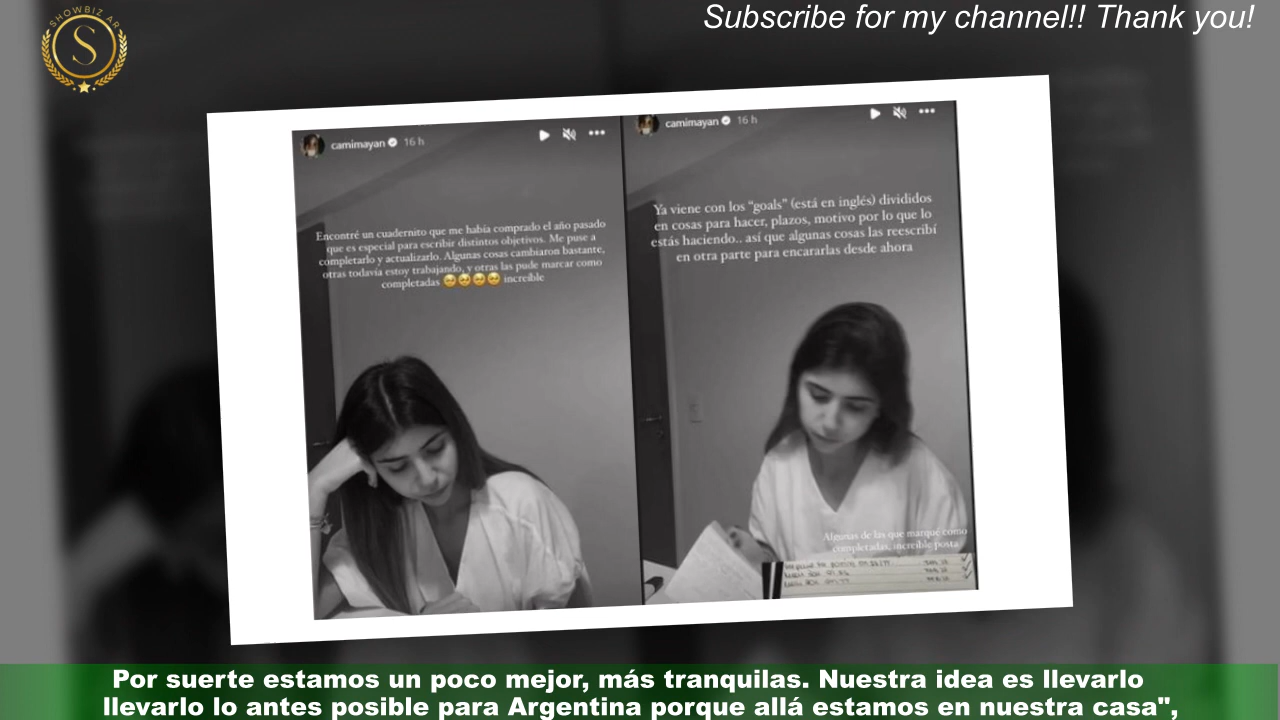 SHOWBIZ AR
S
Subscribe for my channel!! Thank you!
camimayan 16 h
Encontré un cuadernito que me había comprado el año pasado
que es especial para escribir distintos objetivos. Me puse a
completarlo y actualizarlo. Algunas cosas cambiaron bastante,
otras todavía estoy trabajando, y otras las pude marcar como
completadas 🥹🥹🥹🥹 increíble
camimayan 16 h
Ya viene con los "goals" (está en inglés) divididos
en cosas para hacer, plazos, motivo por lo que lo
estás haciendo.. así que algunas cosas las reescribí
en otra parte para encararlas desde ahora
Algunas de las que marqué como
completadas, increíble posta
Por suerte estamos un poco mejor, más tranquilas. Nuestra idea es llevarlo
llevarlo lo antes posible para Argentina porque allá estamos en nuestra casa",